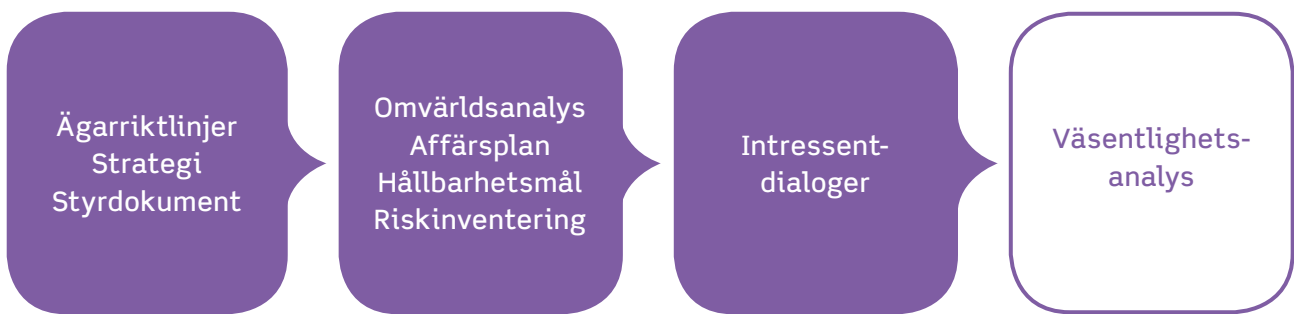 Ägarriktlinjer
Strategi
Styrdokument
Omvärldsanalys
Affärsplan
Hållbarhetsmål
Riskinventering
Intressent-
dialoger
Väsentlighets-
analys